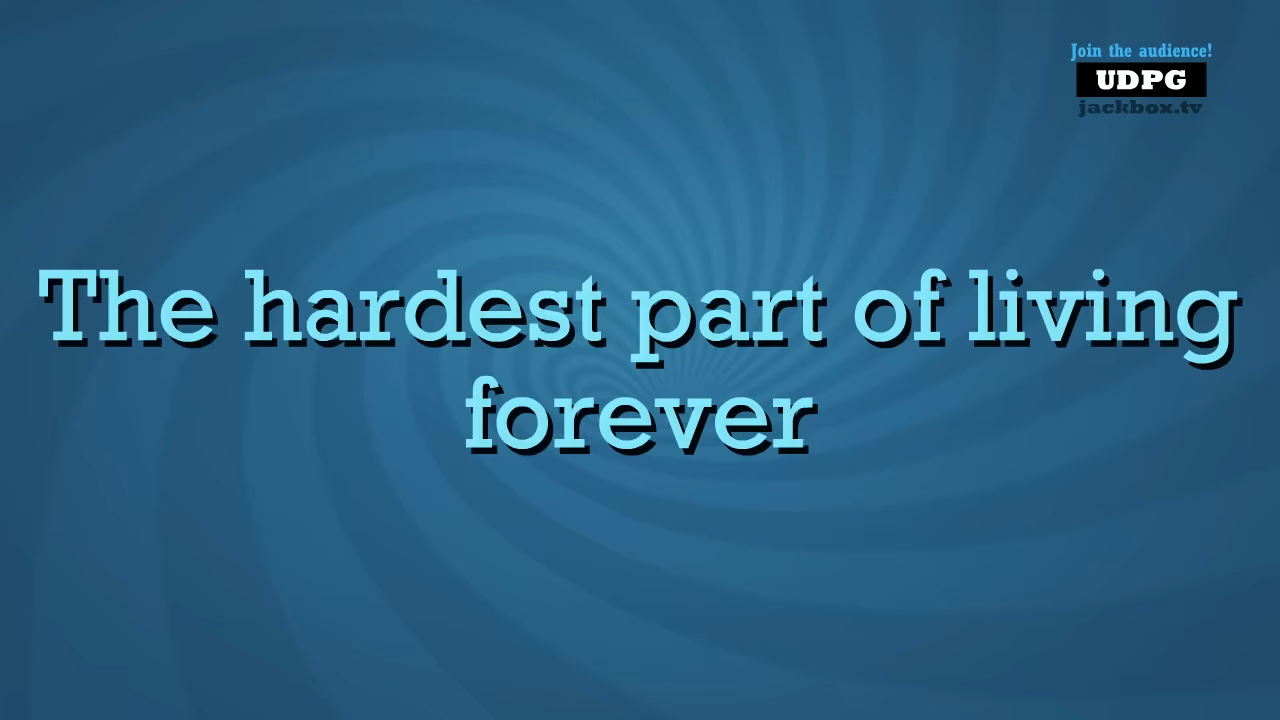 Join the audience!
UDPG
jackbox.tv
The hardest part of living
forever